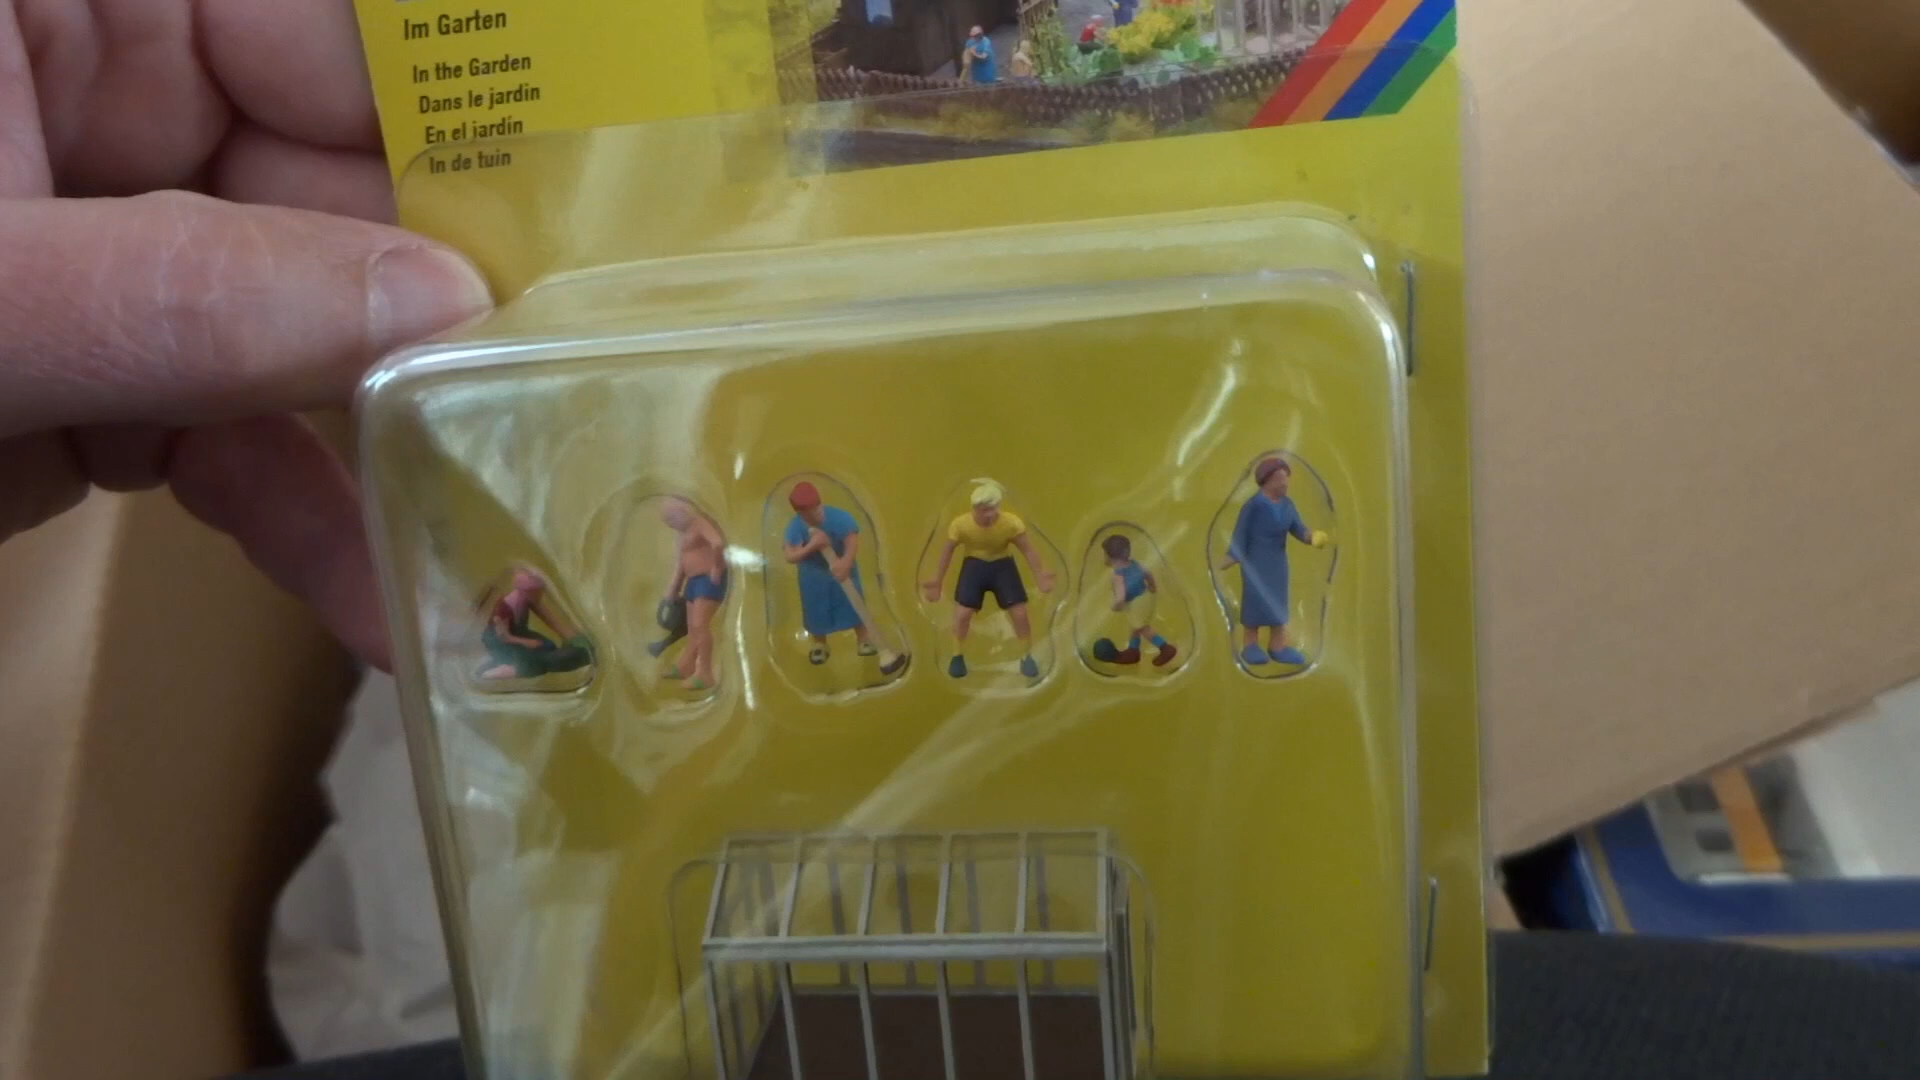 Im Garten
In the Garden
Dans le jardin
En el jardín
In de tuin